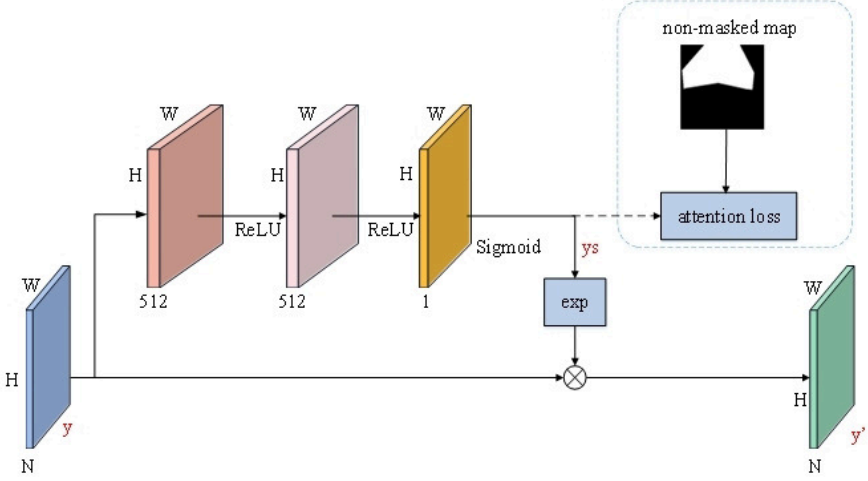 non-masked map
W
W
W
H
H
H
attention loss
ReLU
ReLU
Sigmoid
ys
W
512
512
1
exp
W
H
H
y
y'
N
N